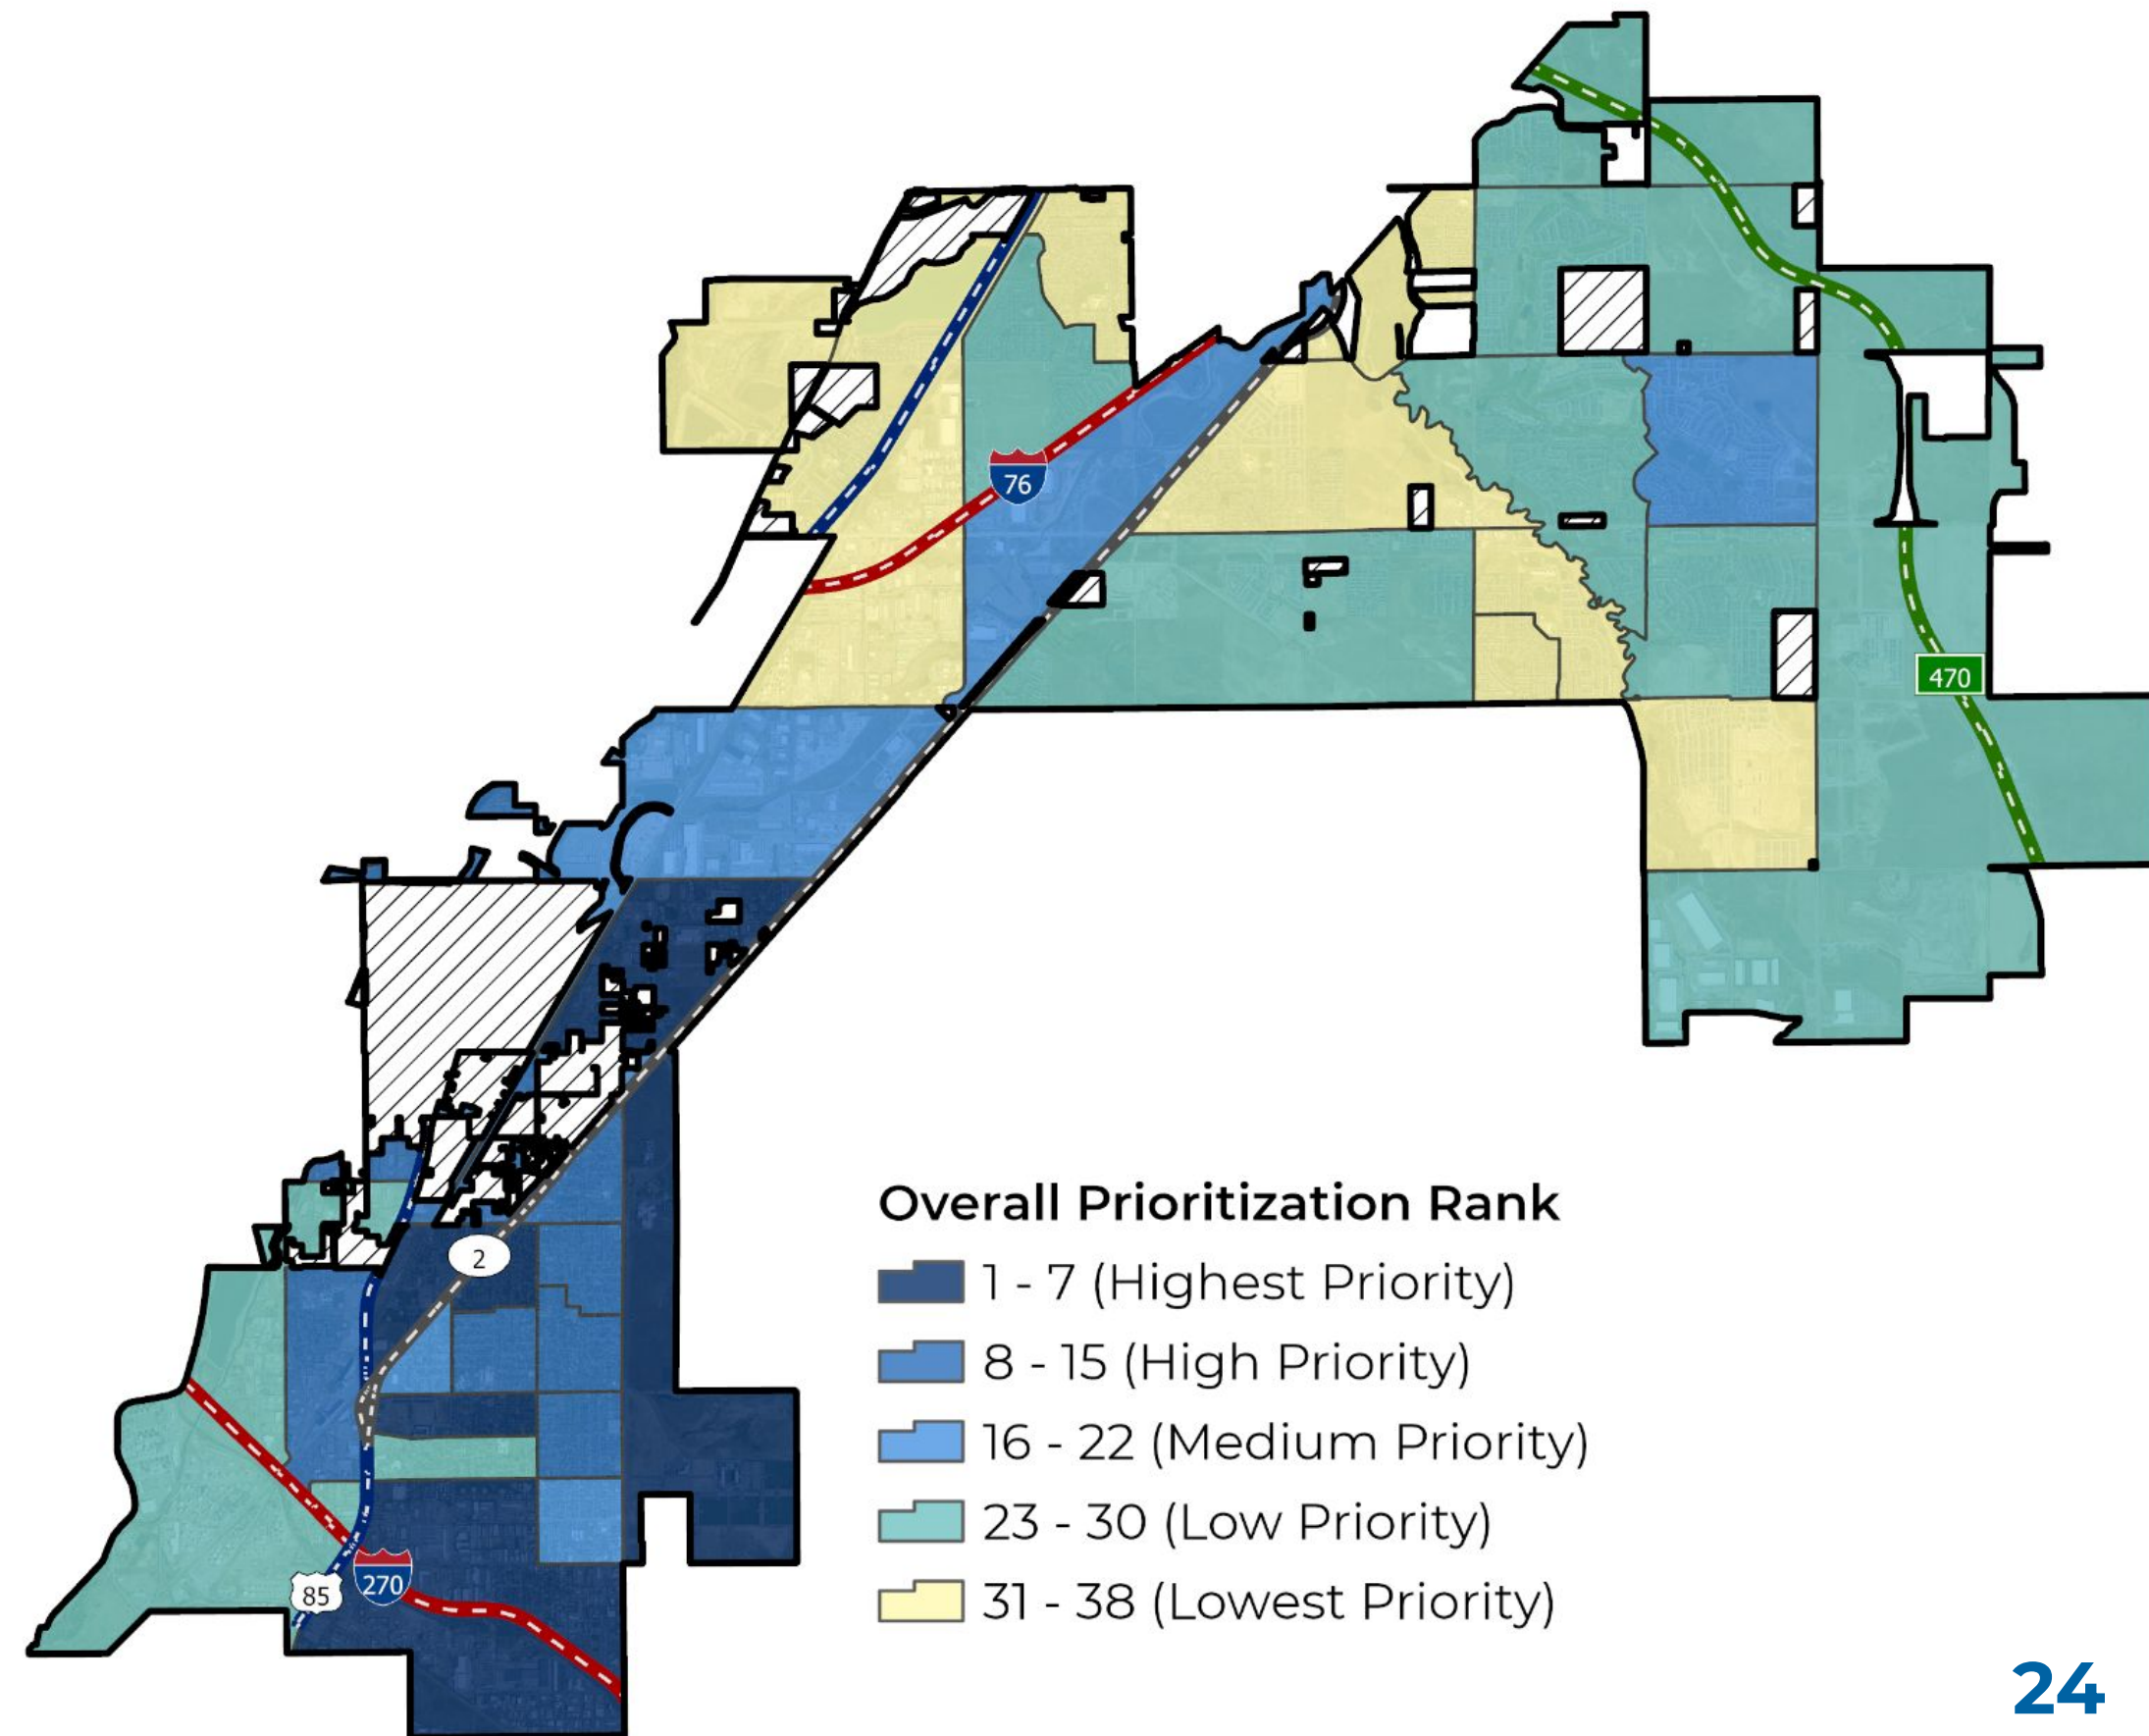 76
470
2
85
270
Overall Prioritization Rank
1 - 7 (Highest Priority)
8 - 15 (High Priority)
16 - 22 (Medium Priority)
23 - 30 (Low Priority)
31 - 38 (Lowest Priority)
24